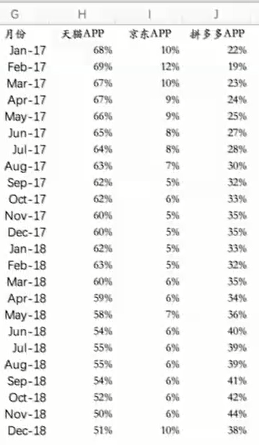 G H I J
月份 天猫APP 京东APP 拼多多APP
Jan-17 68% 10% 22%
Feb-17 69% 12% 19%
Mar-17 67% 10% 23%
Apr-17 67% 9% 24%
May-17 66% 9% 25%
Jun-17 65% 8% 27%
Jul-17 64% 8% 28%
Aug-17 63% 7% 30%
Sep-17 62% 5% 32%
Oct-17 62% 6% 33%
Nov-17 60% 5% 35%
Dec-17 60% 5% 35%
Jan-18 62% 5% 33%
Feb-18 63% 5% 32%
Mar-18 60% 6% 35%
Apr-18 59% 6% 34%
May-18 58% 7% 36%
Jun-18 54% 6% 40%
Jul-18 55% 6% 39%
Aug-18 55% 6% 39%
Sep-18 54% 6% 41%
Oct-18 52% 6% 42%
Nov-18 50% 6% 44%
Dec-18 51% 10% 38%